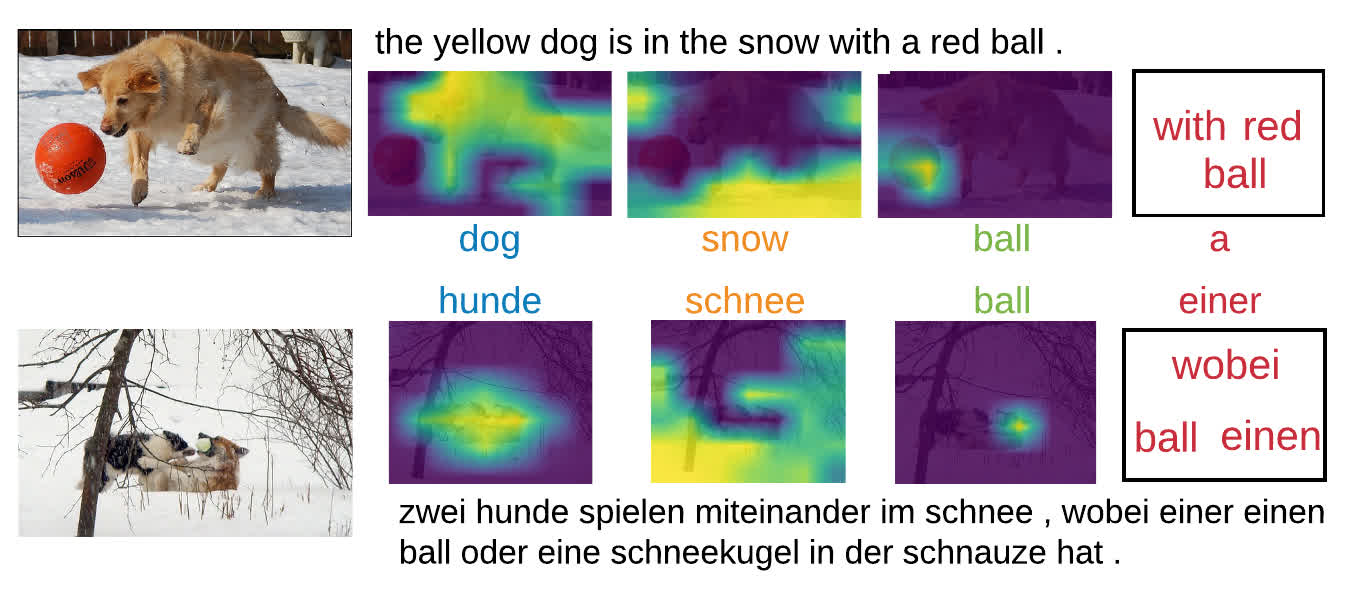 the yellow dog is in the snow with a red ball .
with red
ball
dog snow ball a
hunde schnee ball einer
wobei
ball einen
zwei hunde spielen miteinander im schnee , wobei einer einen
ball oder eine schneekugel in der schnauze hat .